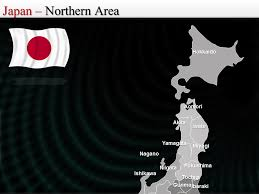 Japan – Northern Area
Hokkaido
Aomori
Akita
Iwate
Yamagata
Miyagi
Nagano
Niigata
Fukushima
Ishikawa
Tochigi
Gunma
Ibaraki